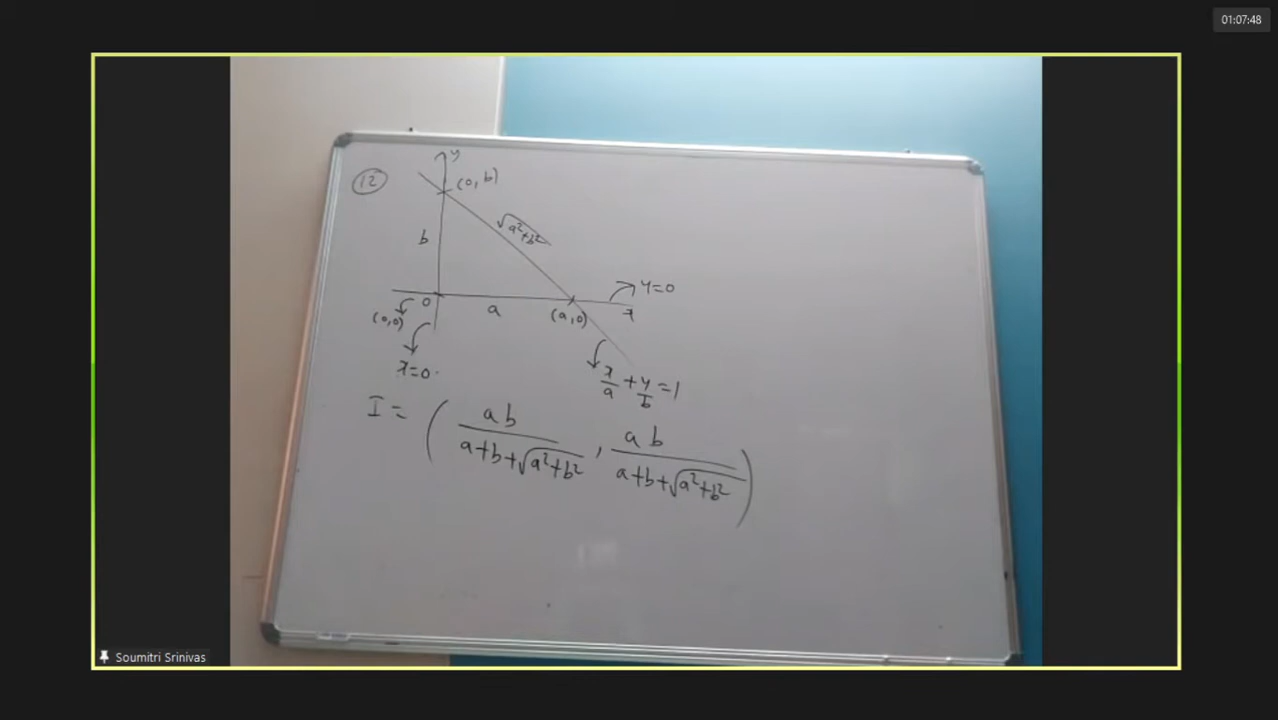 01:07:48
12
y
(0, b)
√a²+b²
b
y=0
0
a
(a,0)
x
(0,0)
x=0
x/a + y/b = 1
I = ( ab/(a+b+√a²+b²) , ab/(a+b+√a²+b²) )
Soumitri Srinivas